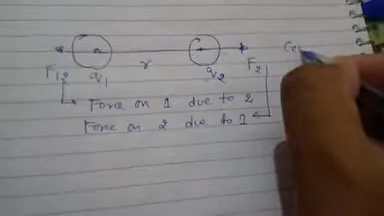 F12 q1 r q2 F21
Force on 1 due to 2
Force on 2 due to 1